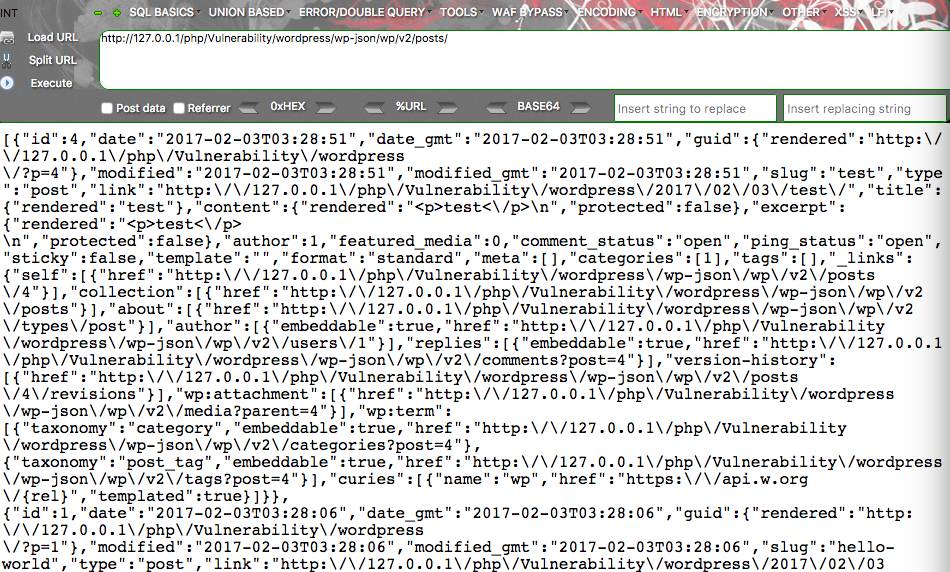 INT SQL BASICS UNION BASED ERROR/DOUBLE QUERY TOOLS WAF BYPASS ENCODING HTML ENCRYPTION OTHER XSS LFI
Load URL http://127.0.0.1/php/Vulnerability/wordpress/wp-json/wp/v2/posts/
Split URL
Execute
Post data Referrer 0xHEX %URL BASE64 Insert string to replace Insert replacing string
[{"id":4,"date":"2017-02-03T03:28:51","date_gmt":"2017-02-03T03:28:51","guid":{"rendered":"http:\/
\/127.0.0.1\/php\/Vulnerability\/wordpress
\/?p=4"},"modified":"2017-02-03T03:28:51","modified_gmt":"2017-02-03T03:28:51","slug":"test","type
":"post","link":"http:\/\/127.0.0.1\/php\/Vulnerability\/wordpress\/2017\/02\/03\/test\/","title":
{"rendered":"test"},"content":{"rendered":"<p>test<\/p>\n","protected":false},"excerpt":
{"rendered":"<p>test<\/p>
\n","protected":false},"author":1,"featured_media":0,"comment_status":"open","ping_status":"open",
"sticky":false,"template":"","format":"standard","meta":[],"categories":[1],"tags":[],"_links":
{"self":[{"href":"http:\/\/127.0.0.1\/php\/Vulnerability\/wordpress\/wp-json\/wp\/v2\/posts
\/4"}],"collection":[{"href":"http:\/\/127.0.0.1\/php\/Vulnerability\/wordpress\/wp-json\/wp\/v2
\/posts"}],"about":[{"href":"http:\/\/127.0.0.1\/php\/Vulnerability\/wordpress\/wp-json\/wp\/v2
\/types\/post"}],"author":[{"embeddable":true,"href":"http:\/\/127.0.0.1\/php\/Vulnerability
\/wordpress\/wp-json\/wp\/v2\/users\/1"}],"replies":[{"embeddable":true,"href":"http:\/\/127.0.0.1
\/php\/Vulnerability\/wordpress\/wp-json\/wp\/v2\/comments?post=4"}],"version-history":
[{"href":"http:\/\/127.0.0.1\/php\/Vulnerability\/wordpress\/wp-json\/wp\/v2\/posts
\/4\/revisions"}],"wp:attachment":[{"href":"http:\/\/127.0.0.1\/php\/Vulnerability\/wordpress
\/wp-json\/wp\/v2\/media?parent=4"}],"wp:term":
[{"taxonomy":"category","embeddable":true,"href":"http:\/\/127.0.0.1\/php\/Vulnerability
\/wordpress\/wp-json\/wp\/v2\/categories?post=4"},
{"taxonomy":"post_tag","embeddable":true,"href":"http:\/\/127.0.0.1\/php\/Vulnerability\/wordpress
\/wp-json\/wp\/v2\/tags?post=4"}],"curies":[{"name":"wp","href":"https:\/\/api.w.org
\/{rel}","templated":true}]}},
{"id":1,"date":"2017-02-03T03:28:06","date_gmt":"2017-02-03T03:28:06","guid":{"rendered":"http:
\/\/127.0.0.1\/php\/Vulnerability\/wordpress
\/?p=1"},"modified":"2017-02-03T03:28:06","modified_gmt":"2017-02-03T03:28:06","slug":"hello-
world","type":"post","link":"http:\/\/127.0.0.1\/php\/Vulnerability\/wordpress\/2017\/02\/03